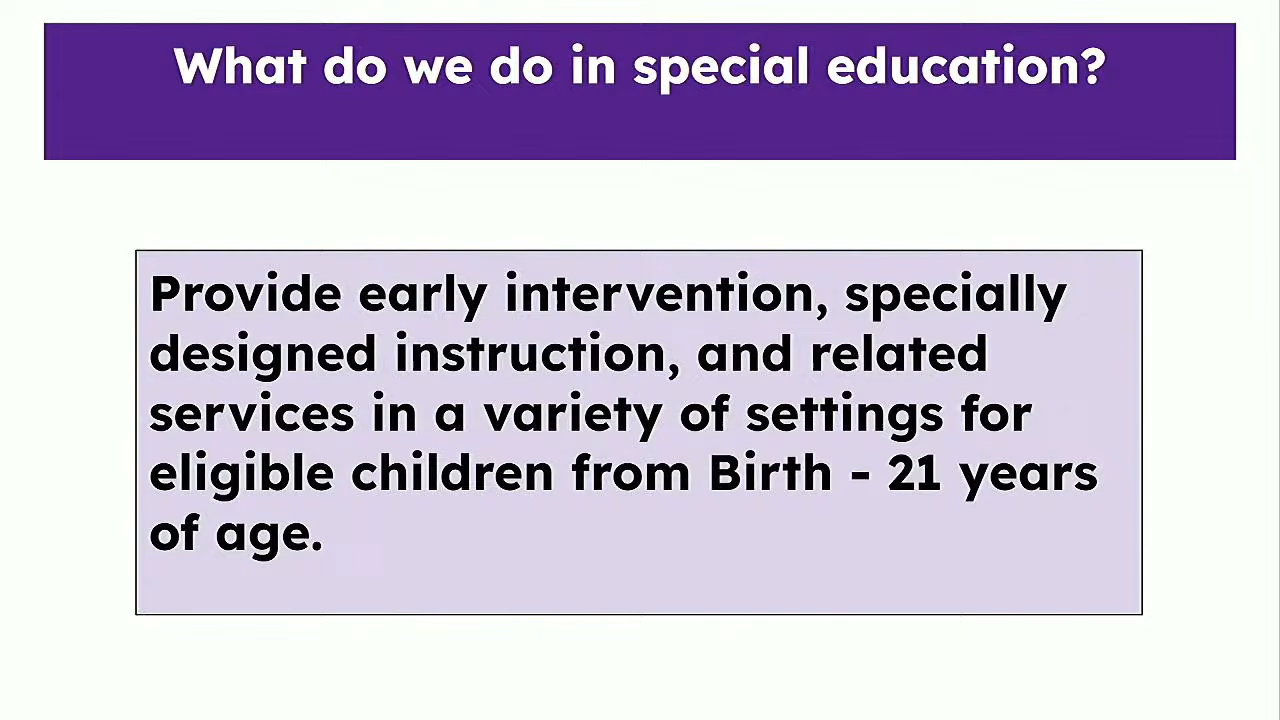 What do we do in special education?
Provide early intervention, specially
designed instruction, and related
services in a variety of settings for
eligible children from Birth - 21 years
of age.